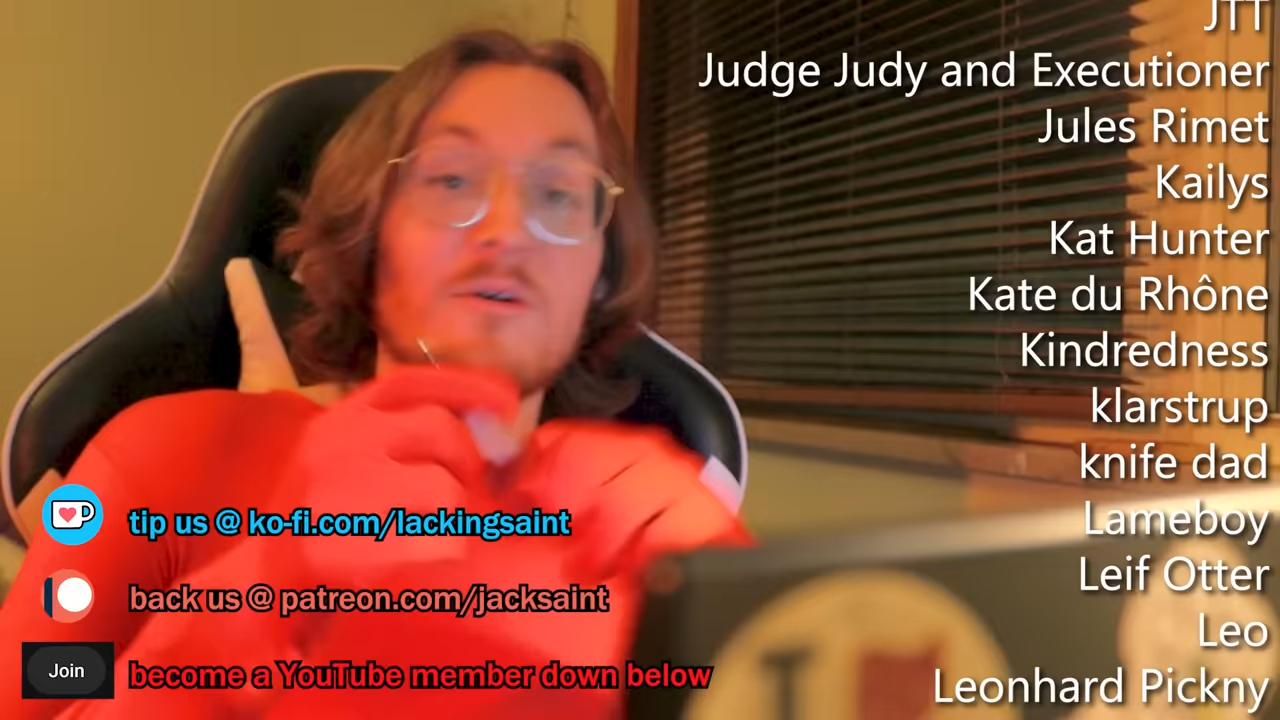 JTT
Judge Judy and Executioner
Jules Rimet
Kailys
Kat Hunter
Kate du Rhône
Kindredness
klarstrup
knife dad
Lameboy
Leif Otter
Leo
Leonhard Pickny
tip us @ ko-fi.com/lackingsaint
back us @ patreon.com/jacksaint
Join
become a YouTube member down below